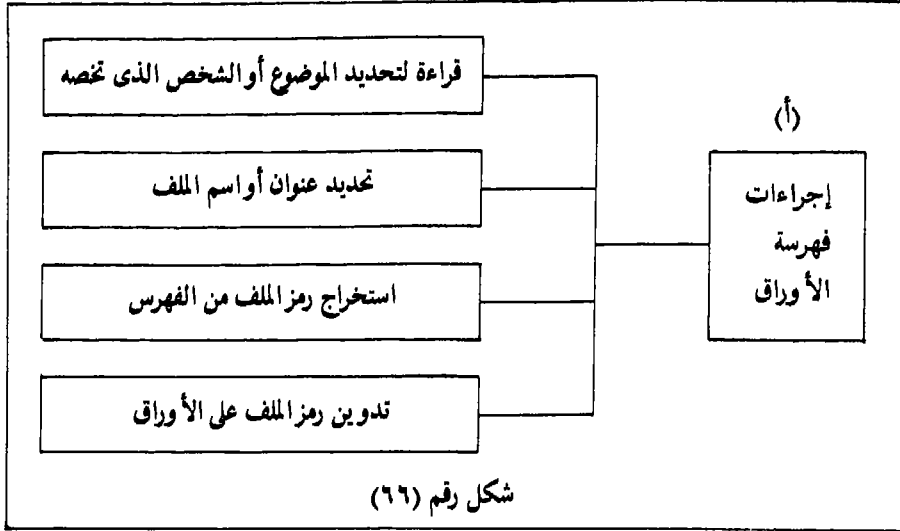 (أ)
إجراءات
فهرسة
الأوراق
قراءة لتحديد الموضوع أو الشخص الذى تخصه
تحديد عنوان أو اسم الملف
استخراج رمز الملف من الفهرس
تدوين رمز الملف على الأوراق
شكل رقم (٦٦)